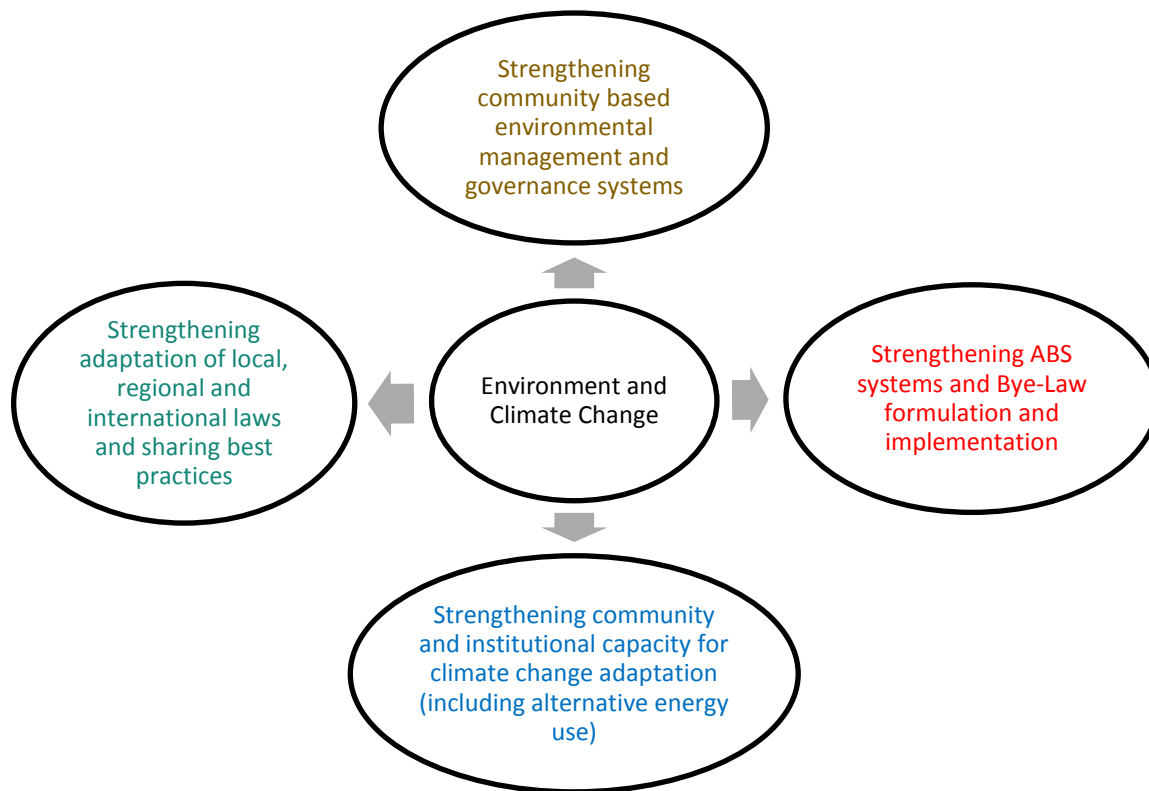 Strengthening
community based
environmental
management and
governance systems
Strengthening
adaptation of local,
regional and
international laws
and sharing best
practices
Environment and
Climate Change
Strengthening ABS
systems and Bye-Law
formulation and
implementation
Strengthening community
and institutional capacity for
climate change adaptation
(including alternative energy
use)